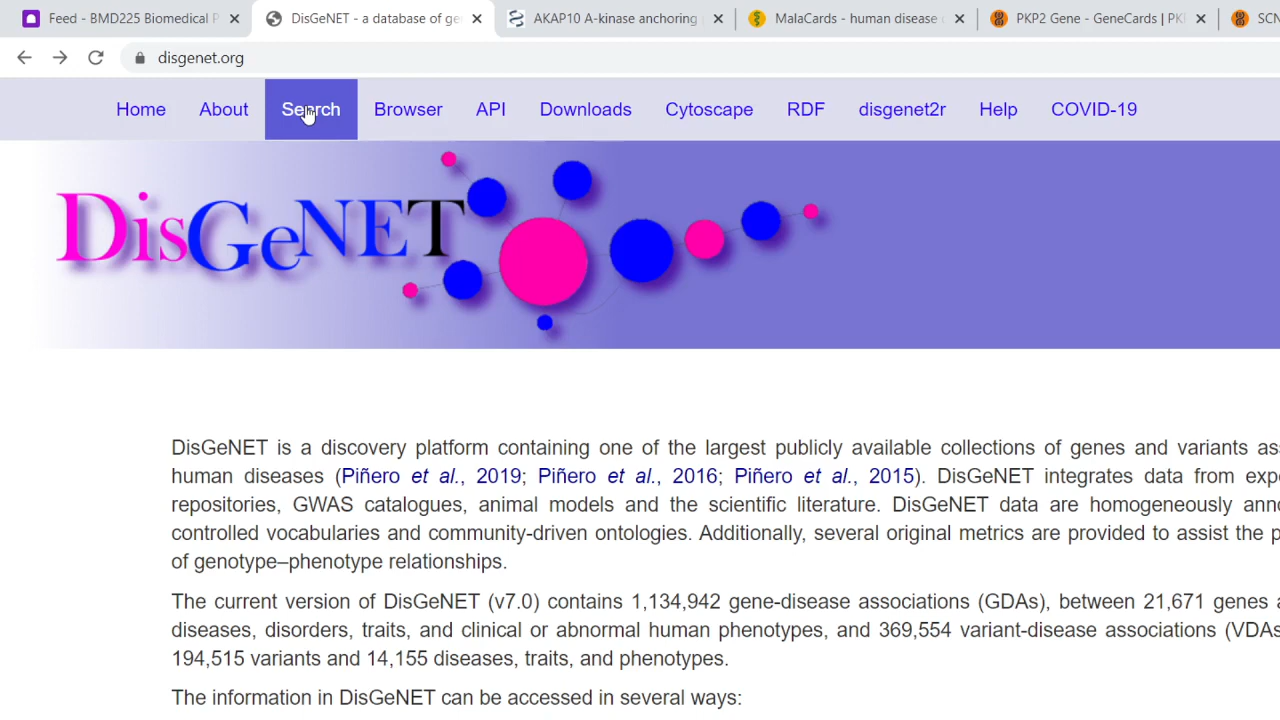 Feed - BMD225 Biomedical P
DisGeNET - a database of ge
AKAP10 A-kinase anchoring
MalaCards - human disease
PKP2 Gene - GeneCards | PK
SCN
disgenet.org
Home About Search Browser API Downloads Cytoscape RDF disgenet2r Help COVID-19
DisGeNET
DisGeNET is a discovery platform containing one of the largest publicly available collections of genes and variants ass
human diseases (Piñero et al., 2019; Piñero et al., 2016; Piñero et al., 2015). DisGeNET integrates data from expe
repositories, GWAS catalogues, animal models and the scientific literature. DisGeNET data are homogeneously anno
controlled vocabularies and community-driven ontologies. Additionally, several original metrics are provided to assist the p
of genotype–phenotype relationships.
The current version of DisGeNET (v7.0) contains 1,134,942 gene-disease associations (GDAs), between 21,671 genes a
diseases, disorders, traits, and clinical or abnormal human phenotypes, and 369,554 variant-disease associations (VDAs
194,515 variants and 14,155 diseases, traits, and phenotypes.
The information in DisGeNET can be accessed in several ways: